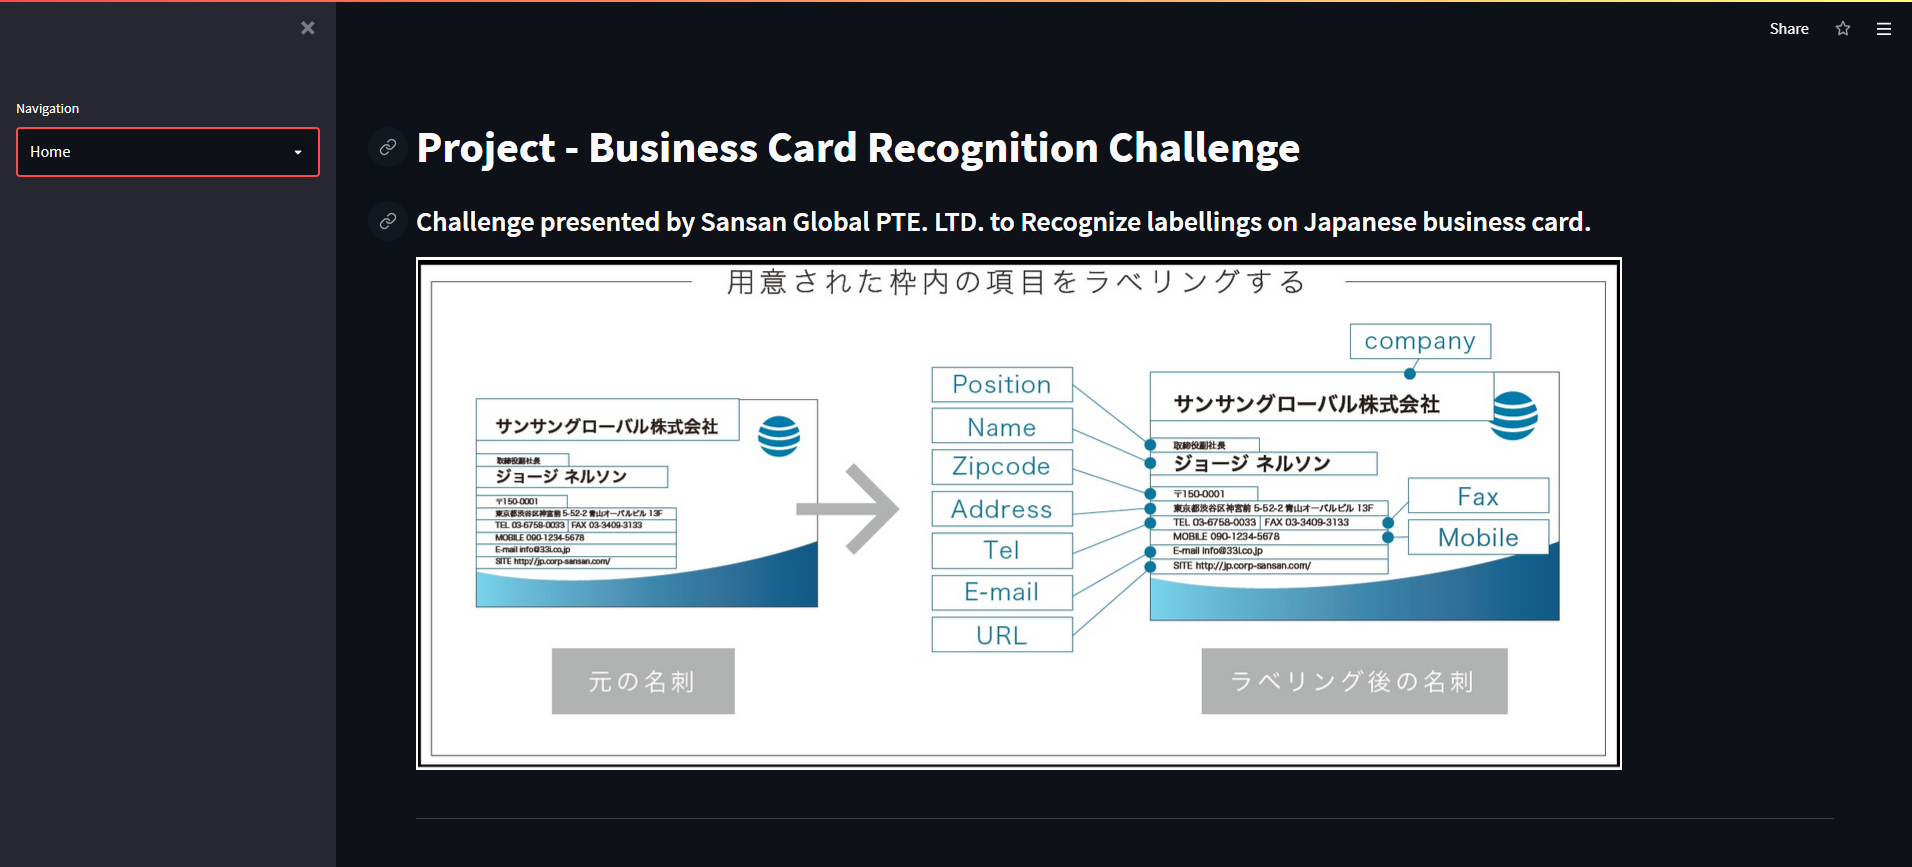 Share
Navigation
Home
Project - Business Card Recognition Challenge
Challenge presented by Sansan Global PTE. LTD. to Recognize labellings on Japanese business card.
用意された枠内の項目をラベリングする
サンサングローバル株式会社
取締役副社長
ジョージ ネルソン
〒150-0001
東京都渋谷区神宮前 5-52-2 青山オーバルビル 13F
TEL 03-6758-0033 FAX 03-3409-3133
MOBILE 090-1234-5678
E-mail info@33i.co.jp
SITE http://jp.corp-sansan.com/
元の名刺
Position
Name
Zipcode
Address
Tel
E-mail
URL
company
サンサングローバル株式会社
取締役副社長
ジョージ ネルソン
〒150-0001
東京都渋谷区神宮前 5-52-2 青山オーバルビル 13F
TEL 03-6758-0033 FAX 03-3409-3133
MOBILE 090-1234-5678
E-mail info@33i.co.jp
SITE http://jp.corp-sansan.com/
Fax
Mobile
ラベリング後の名刺